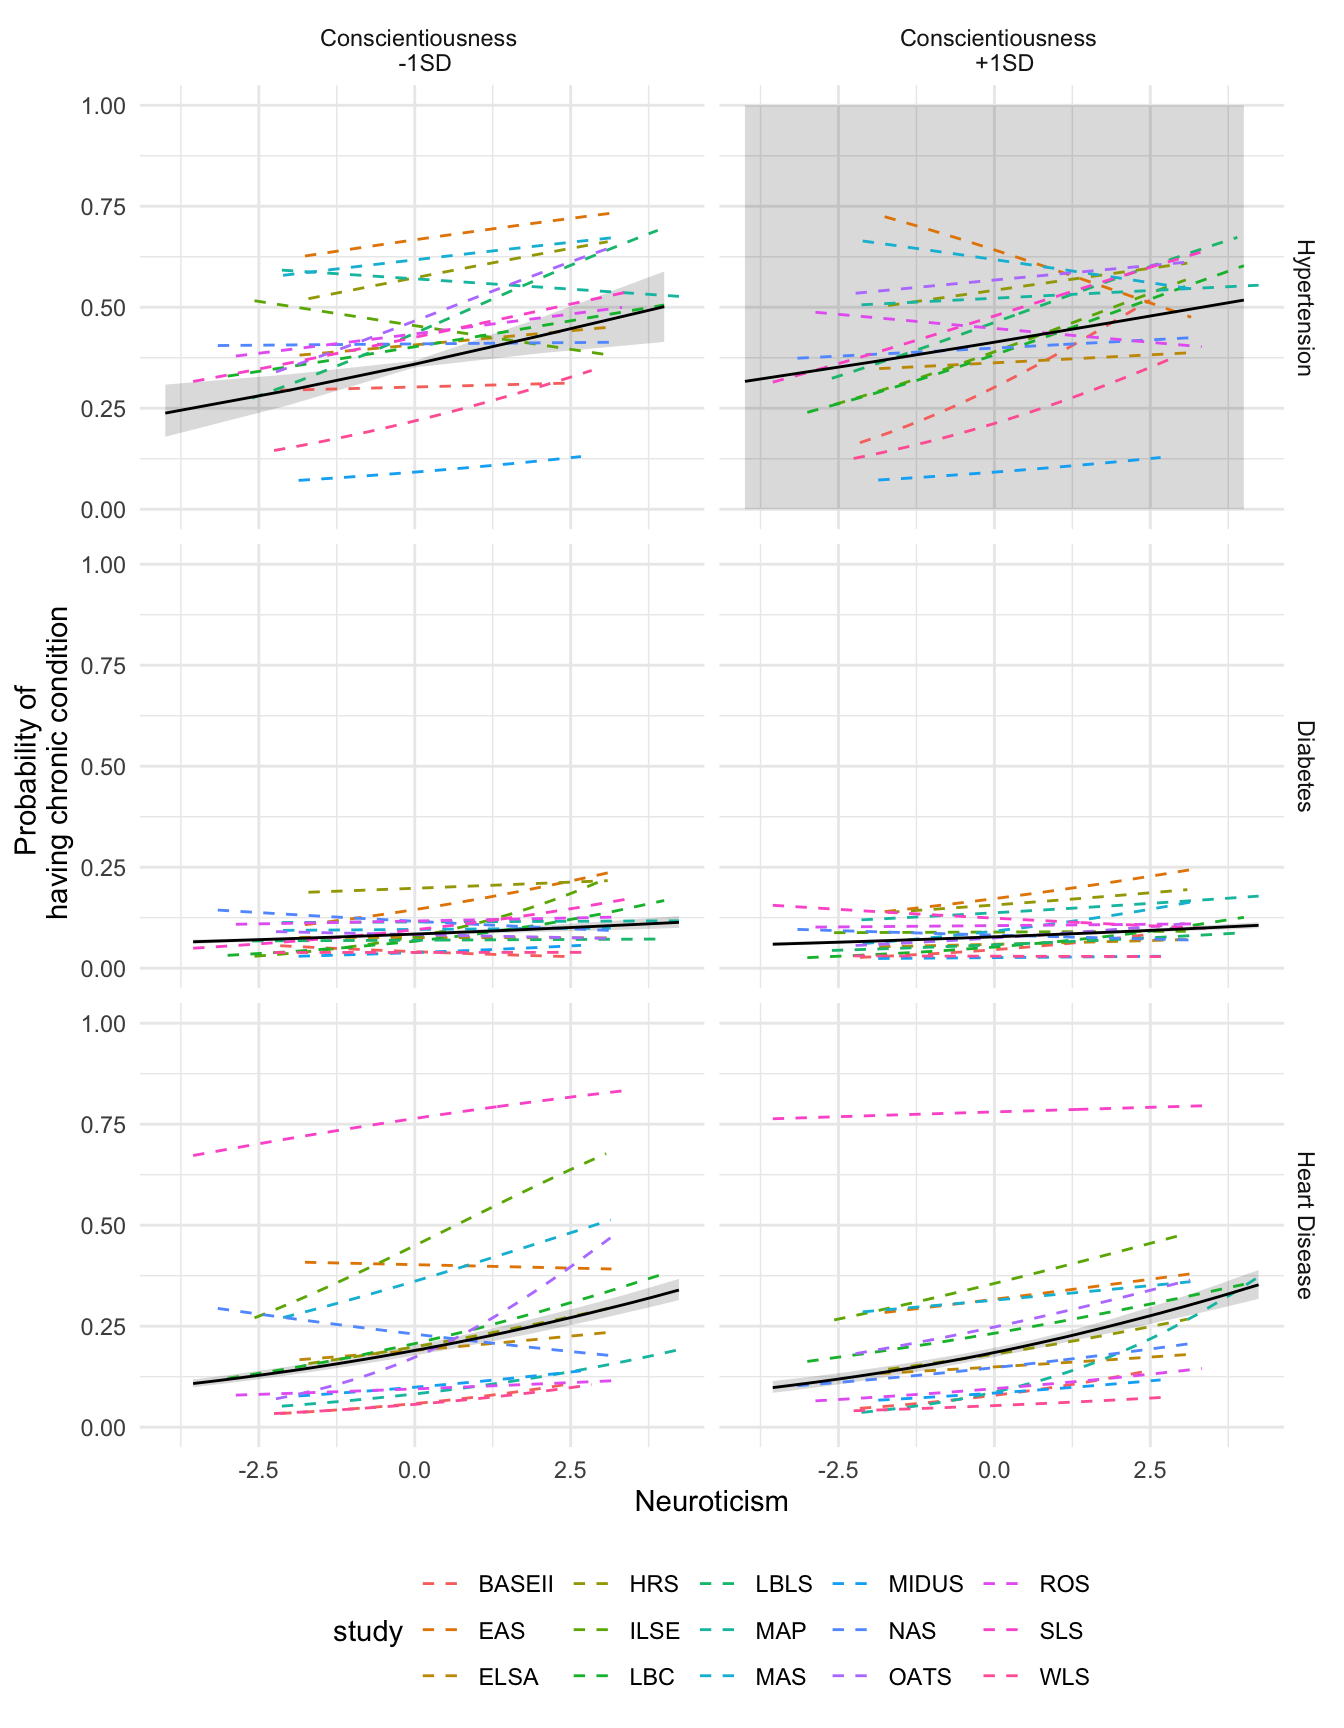 Conscientiousness Conscientiousness
-1SD +1SD
1.00
0.75
0.50
0.25
0.00
Hypertension
1.00
0.75
0.50
0.25
0.00
Diabetes
1.00
0.75
0.50
0.25
0.00
Heart Disease
Probability of
having chronic condition
-2.5 0.0 2.5 -2.5 0.0 2.5
Neuroticism
BASEII HRS LBLS MIDUS ROS
study EAS ILSE MAP NAS SLS
ELSA LBC MAS OATS WLS